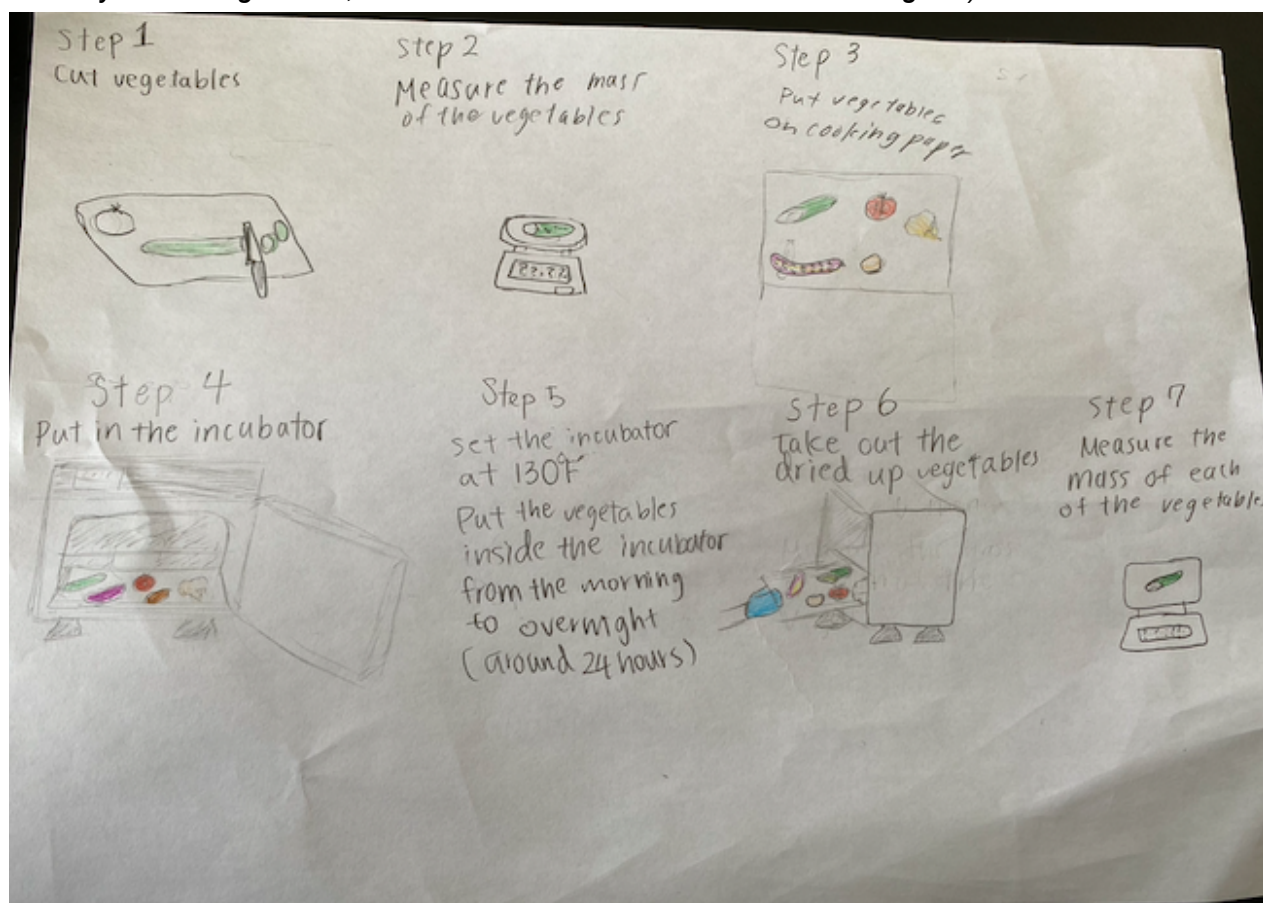 Step 1
Cut vegetables
Step 2
Measure the mass
of the vegetables
Step 3
Put vegetables
on cooking paper
??.??
Step 4
Put in the incubator
Step 5
set the incubator
at 130°F
Put the vegetables
inside the incubator
from the morning
to overnight
(around 24 hours)
Step 6
Take out the
dried up vegetables
Step 7
Measure the
mass of each
of the vegetable